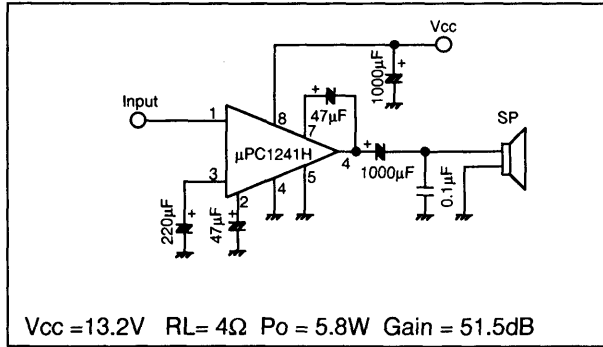 Vcc
1000µF
+
Input
1
8
+
7
47µF
SP
µPC1241H
4
+
1000µF
3
2
4
5
0.1µF
220µF
+
47µF
+
Vcc =13.2V RL= 4Ω Po = 5.8W Gain = 51.5dB